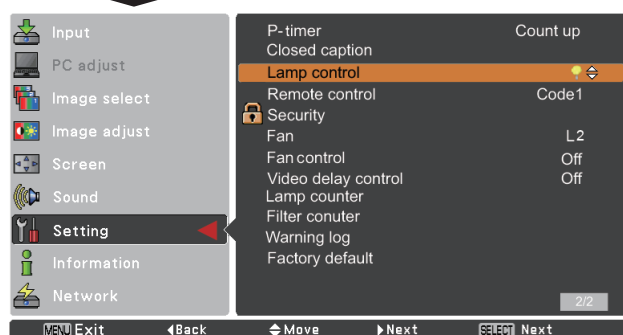 Input
PC adjust
Image select
Image adjust
Screen
Sound
Setting
Information
Network
P-timer Count up
Closed caption
Lamp control
Remote control Code1
Security
Fan L2
Fan control Off
Video delay control Off
Lamp counter
Filter conuter
Warning log
Factory default
2/2
MENU Exit Back Move Next SELECT Next